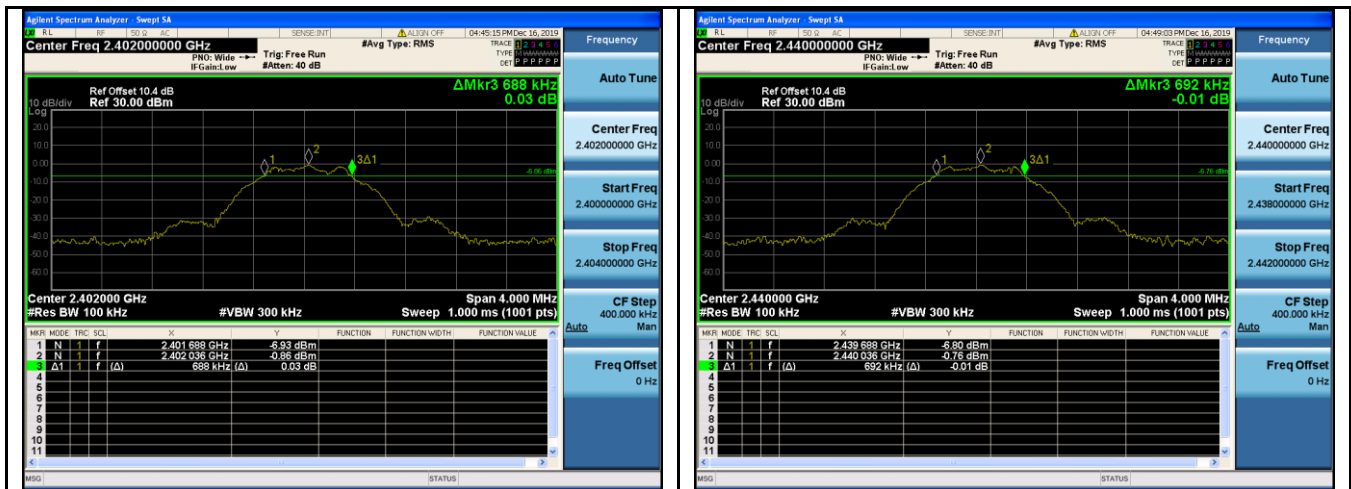 Agilent Spectrum Analyzer - Swept SA
RL RF 50 Ω AC SENSE:INT ALIGN OFF 04:45:15 PM Dec 16, 2019
Center Freq 2.402000000 GHz
#Avg Type: RMS
TRACE 1 2 3 4 5 6
PNO: Wide
Trig: Free Run
TYPE
IFGain:Low
#Atten: 40 dB
DET P P P P P P
ΔMkr3 688 kHz
0.03 dB
Ref Offset 10.4 dB
10 dB/div Ref 30.00 dBm
Log
20.0
10.0
0.00
-10.0
-20.0
-30.0
-40.0
-50.0
-60.0
1
2
3Δ1
-6.86 dBm
Center 2.402000 GHz Span 4.000 MHz
#Res BW 100 kHz #VBW 300 kHz Sweep 1.000 ms (1001 pts)
MKR MODE TRC SCL X Y FUNCTION FUNCTION WIDTH FUNCTION VALUE
1 N 1 f 2.401 688 GHz -6.93 dBm
2 N 1 f 2.402 036 GHz -0.86 dBm
3 Δ1 1 f (Δ) 688 kHz (Δ) 0.03 dB
4
5
6
7
8
9
10
11
MSG STATUS
Frequency
Auto Tune
Center Freq
2.402000000 GHz
Start Freq
2.400000000 GHz
Stop Freq
2.404000000 GHz
CF Step
400.000 kHz
Auto Man
Freq Offset
0 Hz
Agilent Spectrum Analyzer - Swept SA
RL RF 50 Ω AC SENSE:INT ALIGN OFF 04:49:03 PM Dec 16, 2019
Center Freq 2.440000000 GHz
#Avg Type: RMS
TRACE 1 2 3 4 5 6
PNO: Wide
Trig: Free Run
TYPE
IFGain:Low
#Atten: 40 dB
DET P P P P P P
ΔMkr3 692 kHz
-0.01 dB
Ref Offset 10.4 dB
10 dB/div Ref 30.00 dBm
Log
20.0
10.0
0.00
-10.0
-20.0
-30.0
-40.0
-50.0
-60.0
1
2
3Δ1
-6.76 dBm
Center 2.440000 GHz Span 4.000 MHz
#Res BW 100 kHz #VBW 300 kHz Sweep 1.000 ms (1001 pts)
MKR MODE TRC SCL X Y FUNCTION FUNCTION WIDTH FUNCTION VALUE
1 N 1 f 2.439 688 GHz -6.80 dBm
2 N 1 f 2.440 036 GHz -0.76 dBm
3 Δ1 1 f (Δ) 692 kHz (Δ) -0.01 dB
4
5
6
7
8
9
10
11
MSG STATUS
Frequency
Auto Tune
Center Freq
2.440000000 GHz
Start Freq
2.438000000 GHz
Stop Freq
2.442000000 GHz
CF Step
400.000 kHz
Auto Man
Freq Offset
0 Hz